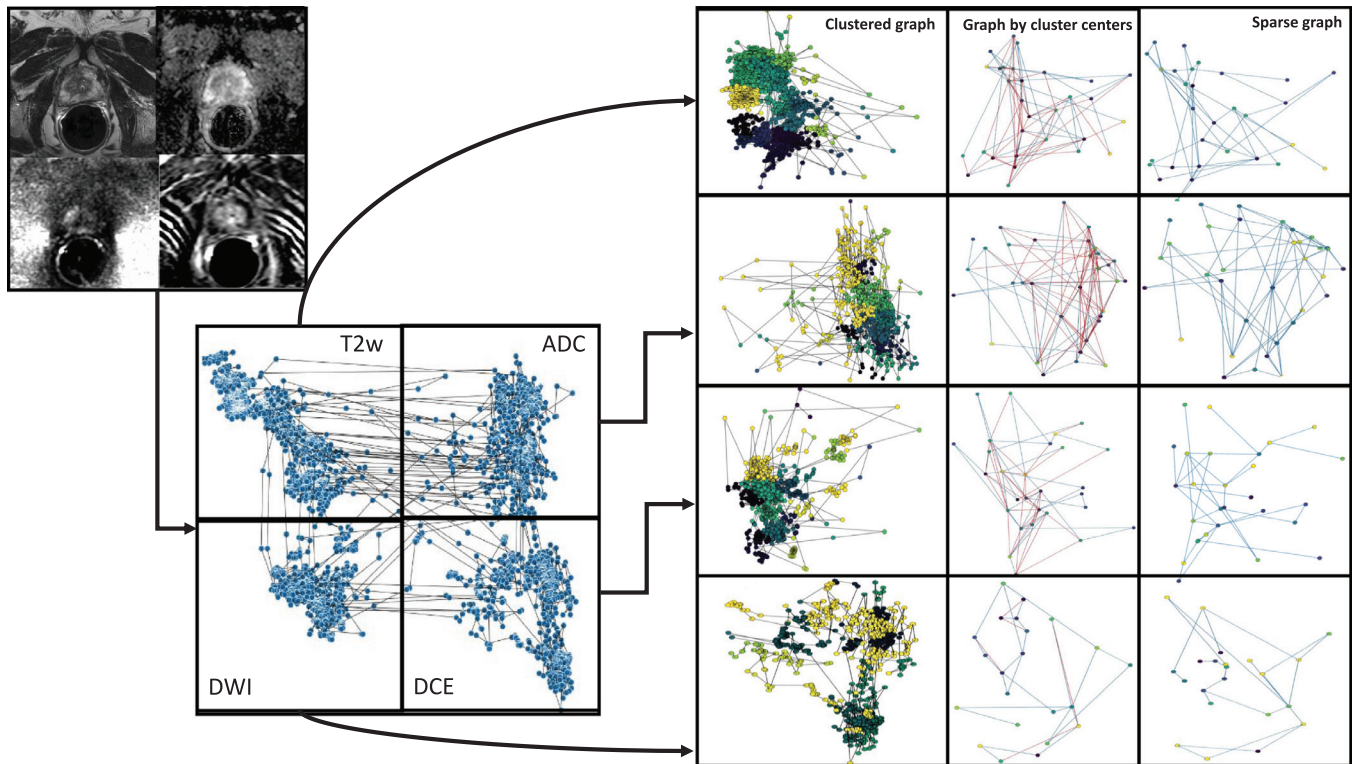 Clustered graph
Graph by cluster centers
Sparse graph
T2w
ADC
DWI
DCE